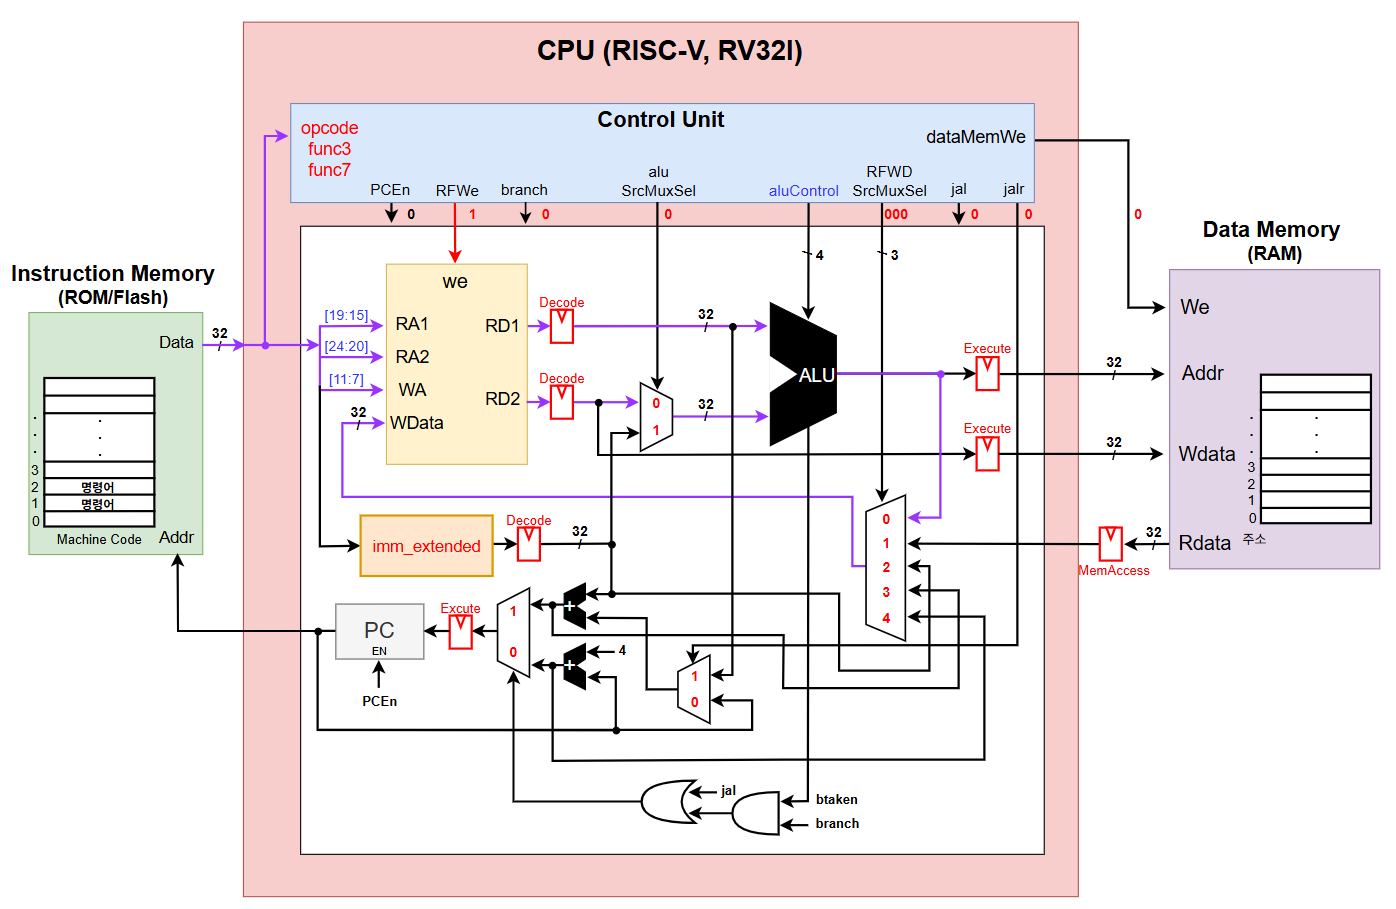 CPU (RISC-V, RV32I)
Control Unit
opcode
func3
func7
dataMemWe
PCEn
RFWe
branch
alu
SrcMuxSel
aluControl
RFWD
SrcMuxSel
jal
jalr
0
1
0
0
000
0
0
0
4
3
Instruction Memory
(ROM/Flash)
Data
32
.
.
.
3
2
1
0
.
.
.
명령어
명령어
Machine Code
Addr
[19:15]
[24:20]
[11:7]
32
we
RA1
RA2
WA
WData
RD1
RD2
Decode
Decode
32
0
1
32
ALU
Execute
32
Execute
32
Data Memory
(RAM)
We
Addr
Wdata
Rdata
.
.
.
3
2
1
0
.
.
.
주소
32
MemAccess
imm_extended
Decode
32
0
1
2
3
4
PC
EN
PCEn
Excute
1
0
+
+
4
1
0
jal
btaken
branch